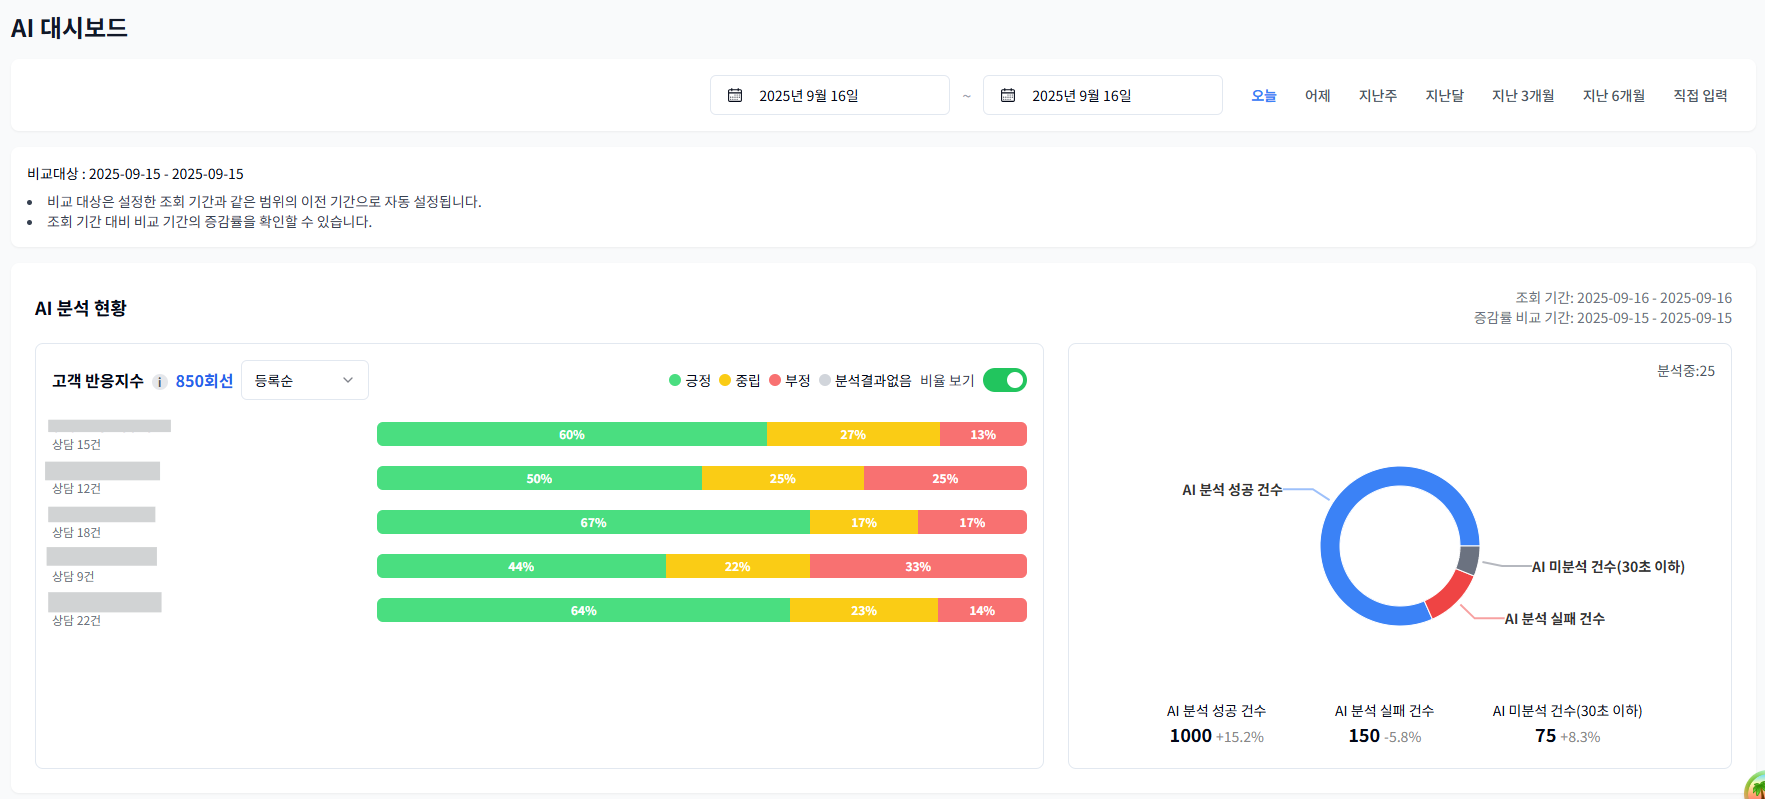 AI 대시보드
2025년 9월 16일 ~ 2025년 9월 16일 오늘 어제 지난주 지난달 지난 3개월 지난 6개월 직접 입력
비교대상 : 2025-09-15 - 2025-09-15
• 비교 대상은 설정한 조회 기간과 같은 범위의 이전 기간으로 자동 설정됩니다.
• 조회 기간 대비 비교 기간의 증감률을 확인할 수 있습니다.
AI 분석 현황
조회 기간: 2025-09-16 - 2025-09-16
증감률 비교 기간: 2025-09-15 - 2025-09-15
고객 반응지수 i 850회선 등록순 긍정 중립 부정 분석결과없음 비율 보기
상담 15건 60% 27% 13%
상담 12건 50% 25% 25%
상담 18건 67% 17% 17%
상담 9건 44% 22% 33%
상담 22건 64% 23% 14%
분석중:25
AI 분석 성공 건수
AI 미분석 건수(30초 이하)
AI 분석 실패 건수
AI 분석 성공 건수
1000 +15.2%
AI 분석 실패 건수
150 -5.8%
AI 미분석 건수(30초 이하)
75 +8.3%